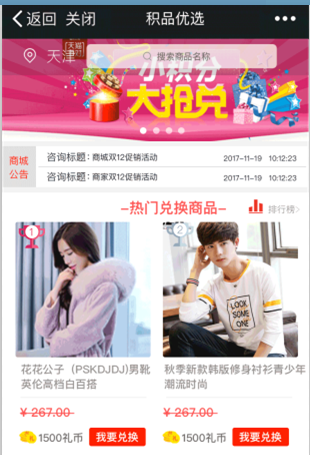 返回 关闭 积品优选
天津
天猫
搜索商品名称
小积分
大抢兑
商城
公告
咨询标题：商城双12促销活动 2017-11-19 10:12:23
咨询标题：商家双12促销活动 2017-11-19 10:12:23
–热门兑换商品–
排行榜>
1
2
LOOK
SOME
ONE
花花公子（PSKDJDJ)男靴
英伦高档白百搭
¥ 267.00
1500礼币 我要兑换
秋季新款韩版修身衬衫青少年
潮流时尚
¥ 267.00
1500礼币 我要兑换